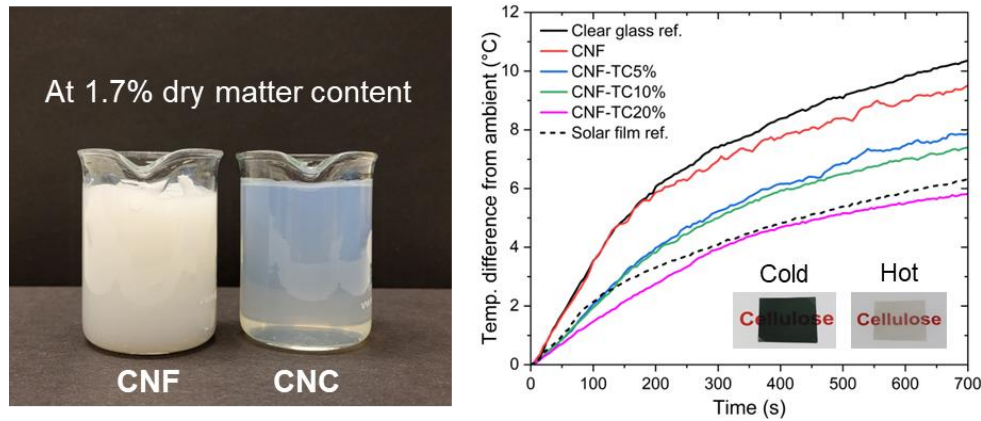 At 1.7% dry matter content
CNF
CNC
Temp. difference from ambient (°C)
12
10
8
6
4
2
0
Clear glass ref.
CNF
CNF-TC5%
CNF-TC10%
CNF-TC20%
Solar film ref.
Cold
Hot
Cellulose
Cellulose
0
100
200
300
400
500
600
700
Time (s)